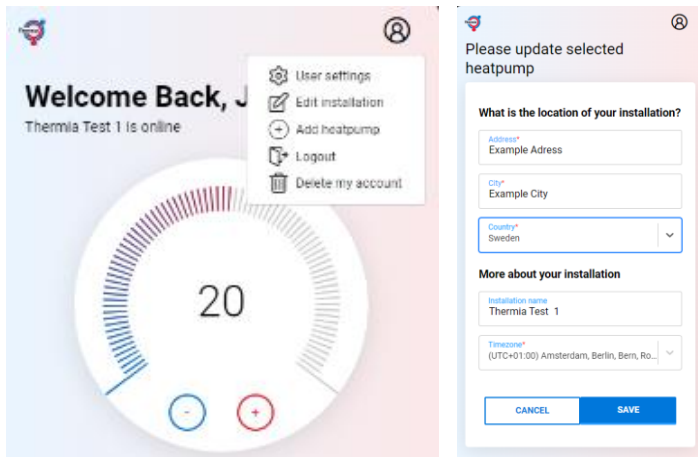 User settings
Edit installation
Add heatpump
Logout
Delete my account
Welcome Back, J
Thermia Test 1 is online
20
-
+
Please update selected
heatpump
What is the location of your installation?
Address*
Example Adress
City*
Example City
Country*
Sweden
More about your installation
Installation name
Thermia Test 1
Timezone*
(UTC+01:00) Amsterdam, Berlin, Bern, Ro...
CANCEL
SAVE